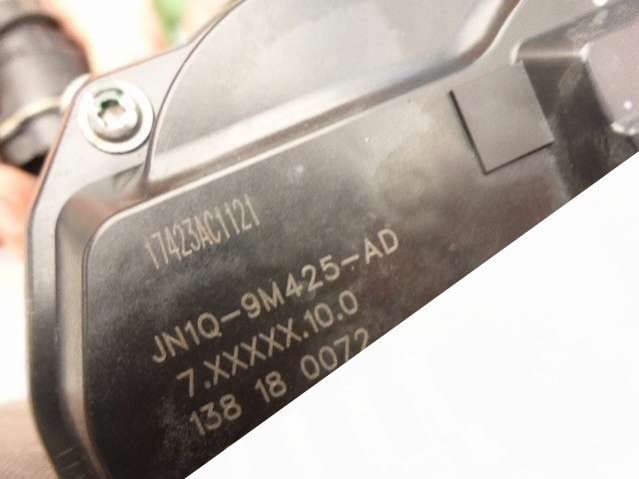 17423AC1121
JN1Q-9M425-AD
7.XXXXX.10.0
138 18 0072